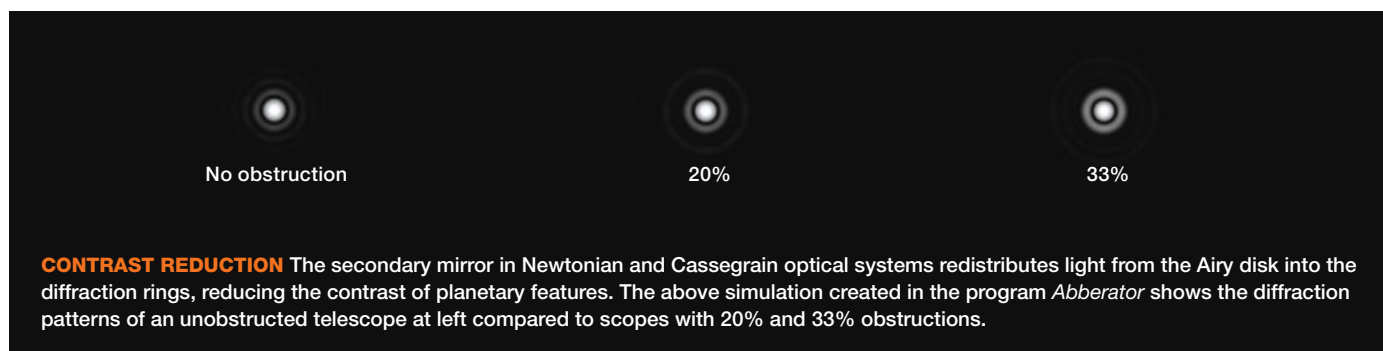 No obstruction
20%
33%
CONTRAST REDUCTION The secondary mirror in Newtonian and Cassegrain optical systems redistributes light from the Airy disk into the
diffraction rings, reducing the contrast of planetary features. The above simulation created in the program Abberator shows the diffraction
patterns of an unobstructed telescope at left compared to scopes with 20% and 33% obstructions.